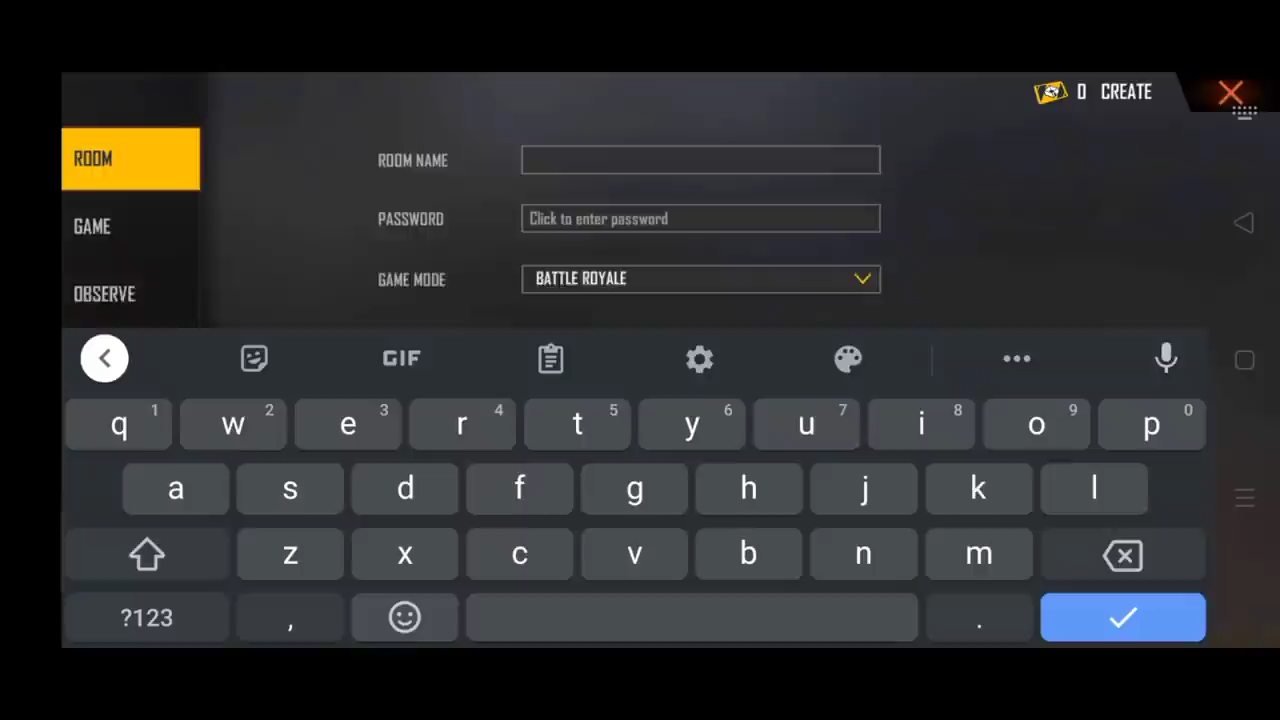 0 CREATE
ROOM
ROOM NAME
PASSWORD
Click to enter password
GAME
GAME MODE
BATTLE ROYALE
OBSERVE
GIF
q 1 w 2 e 3 r 4 t 5 y 6 u 7 i 8 o 9 p 0
a s d f g h j k l
z x c v b n m
?123 , .